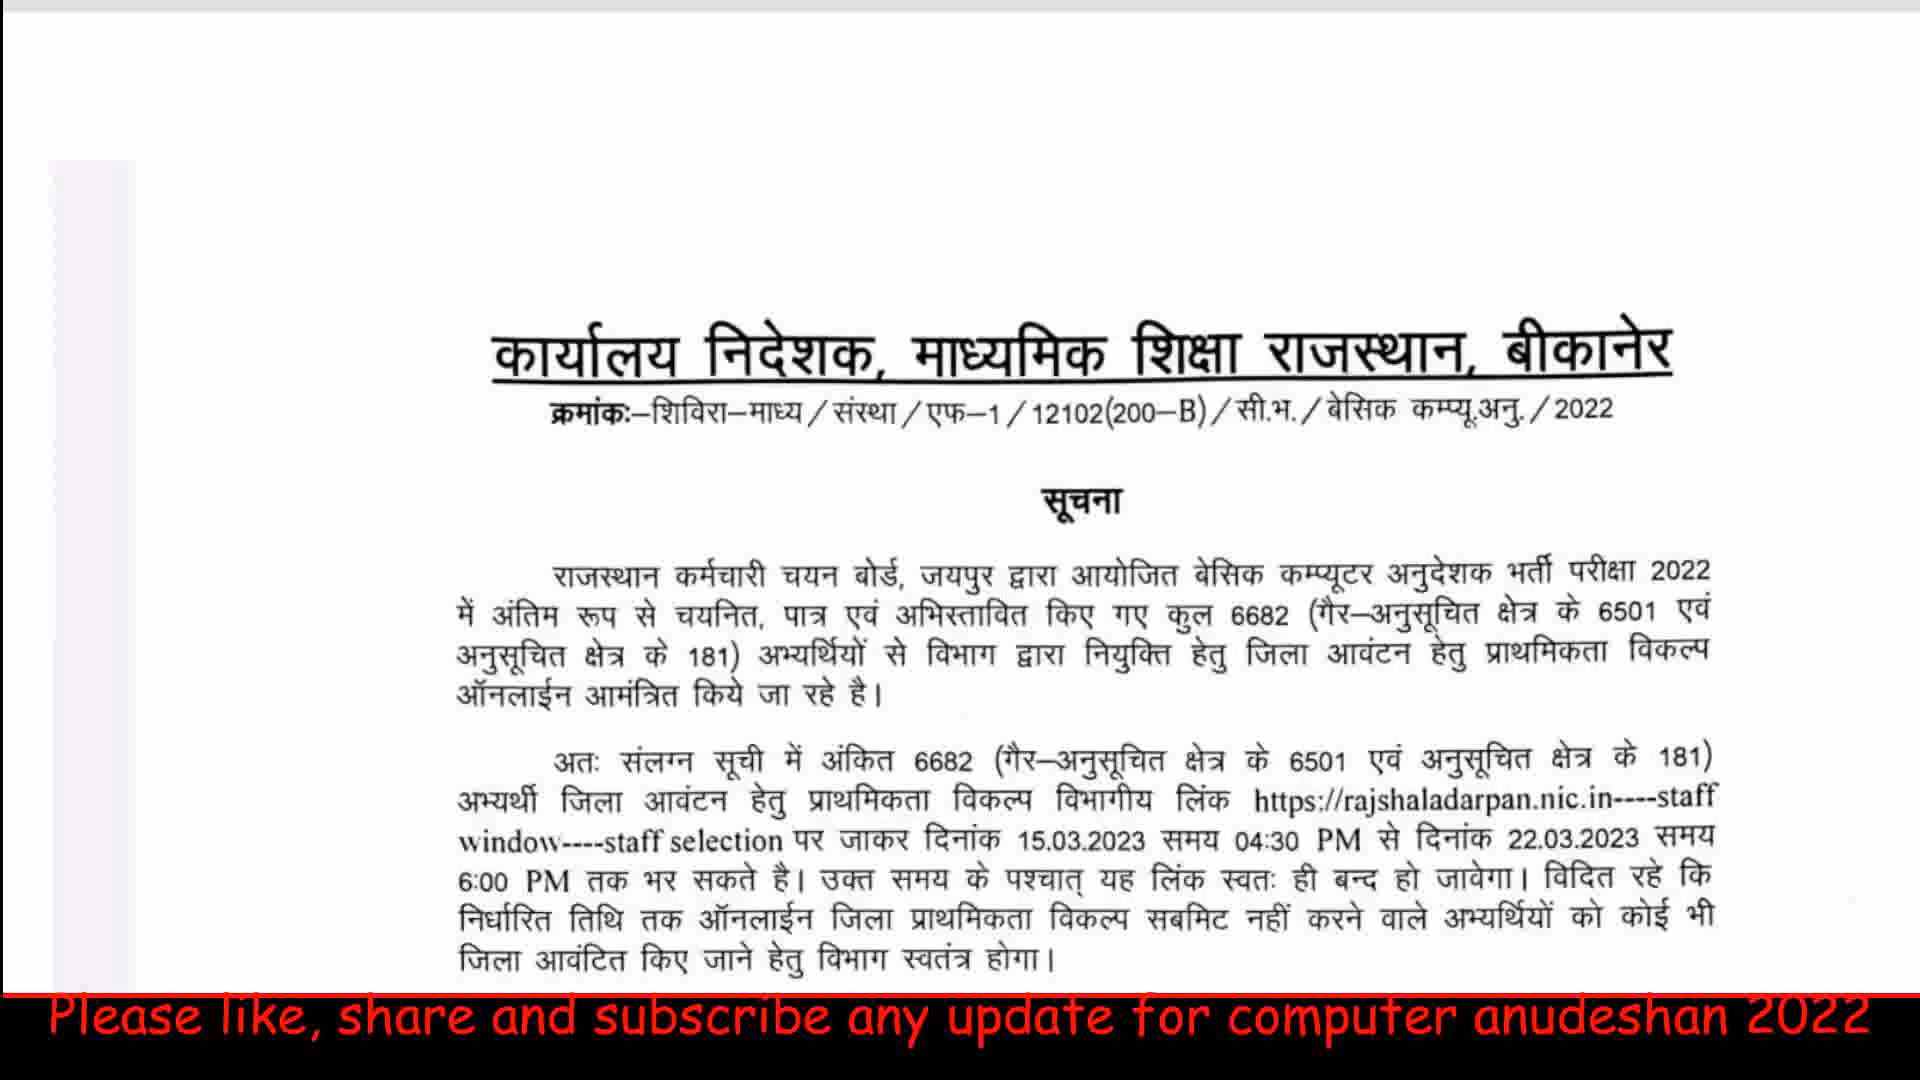 कार्यालय निदेशक, माध्यमिक शिक्षा राजस्थान, बीकानेर
क्रमांकः–शिविरा–माध्य/संस्था/एफ–1/12102(200–B)/सी.भ./बेसिक कम्प्यू.अनु./2022
सूचना
राजस्थान कर्मचारी चयन बोर्ड, जयपुर द्वारा आयोजित बेसिक कम्प्यूटर अनुदेशक भर्ती परीक्षा 2022
में अंतिम रूप से चयनित, पात्र एवं अभिस्तावित किए गए कुल 6682 (गैर–अनुसूचित क्षेत्र के 6501 एवं
अनुसूचित क्षेत्र के 181) अभ्यर्थियों से विभाग द्वारा नियुक्ति हेतु जिला आवंटन हेतु प्राथमिकता विकल्प
ऑनलाईन आमंत्रित किये जा रहे है।
अतः संलग्न सूची में अंकित 6682 (गैर–अनुसूचित क्षेत्र के 6501 एवं अनुसूचित क्षेत्र के 181)
अभ्यर्थी जिला आवंटन हेतु प्राथमिकता विकल्प विभागीय लिंक https://rajshaladarpan.nic.in----staff
window----staff selection पर जाकर दिनांक 15.03.2023 समय 04:30 PM से दिनांक 22.03.2023 समय
6:00 PM तक भर सकते है। उक्त समय के पश्चात् यह लिंक स्वतः ही बन्द हो जावेगा। विदित रहे कि
निर्धारित तिथि तक ऑनलाईन जिला प्राथमिकता विकल्प सबमिट नहीं करने वाले अभ्यर्थियों को कोई भी
जिला आवंटित किए जाने हेतु विभाग स्वतंत्र होगा।
Please like, share and subscribe any update for computer anudeshan 2022